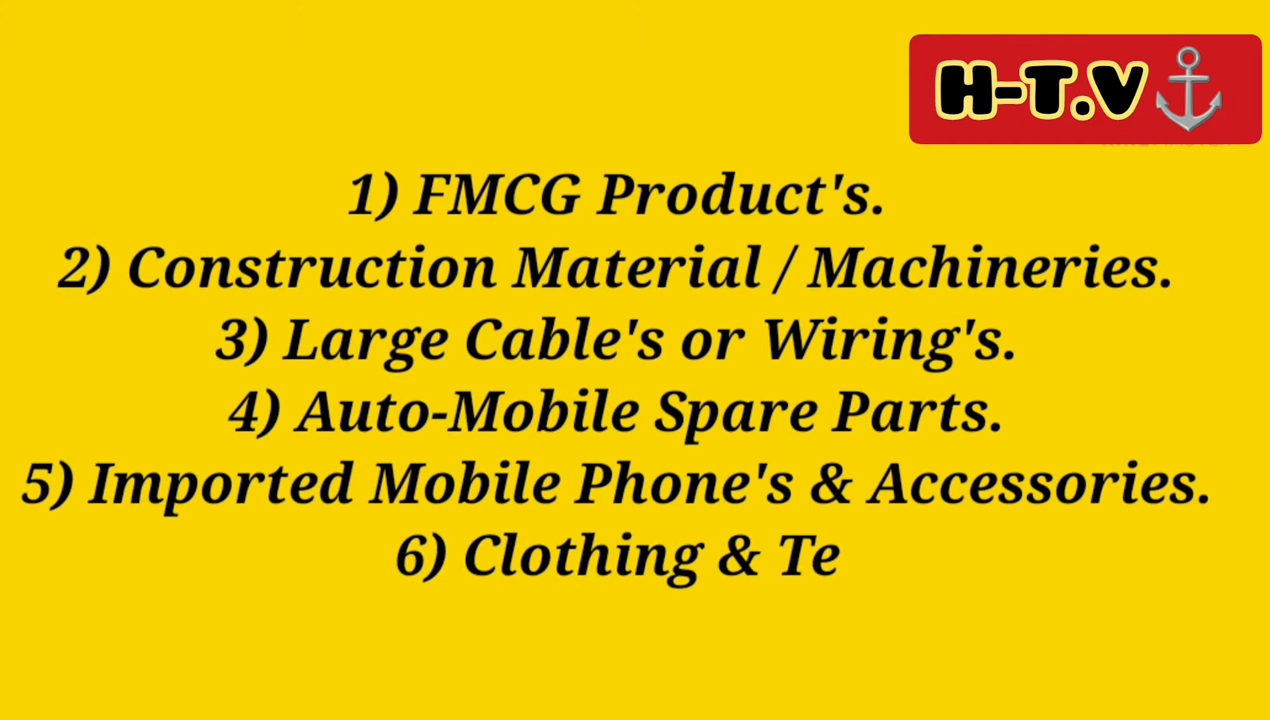 H-T.V
1) FMCG Product's.
2) Construction Material / Machineries.
3) Large Cable's or Wiring's.
4) Auto-Mobile Spare Parts.
5) Imported Mobile Phone's & Accessories.
6) Clothing & Te